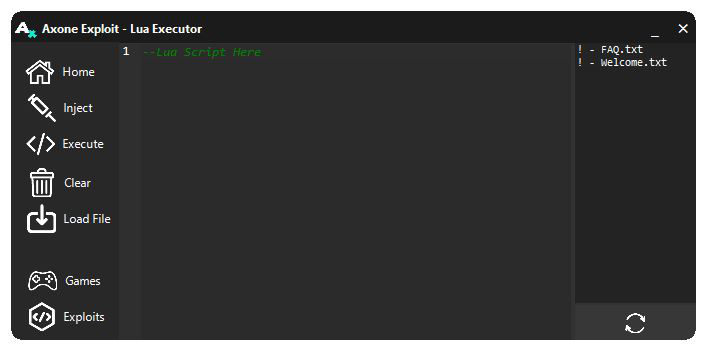 Axone Exploit - Lua Executor
Home
Inject
Execute
Clear
Load File
Games
Exploits
1 --Lua Script Here
! - FAQ.txt
! - Welcome.txt